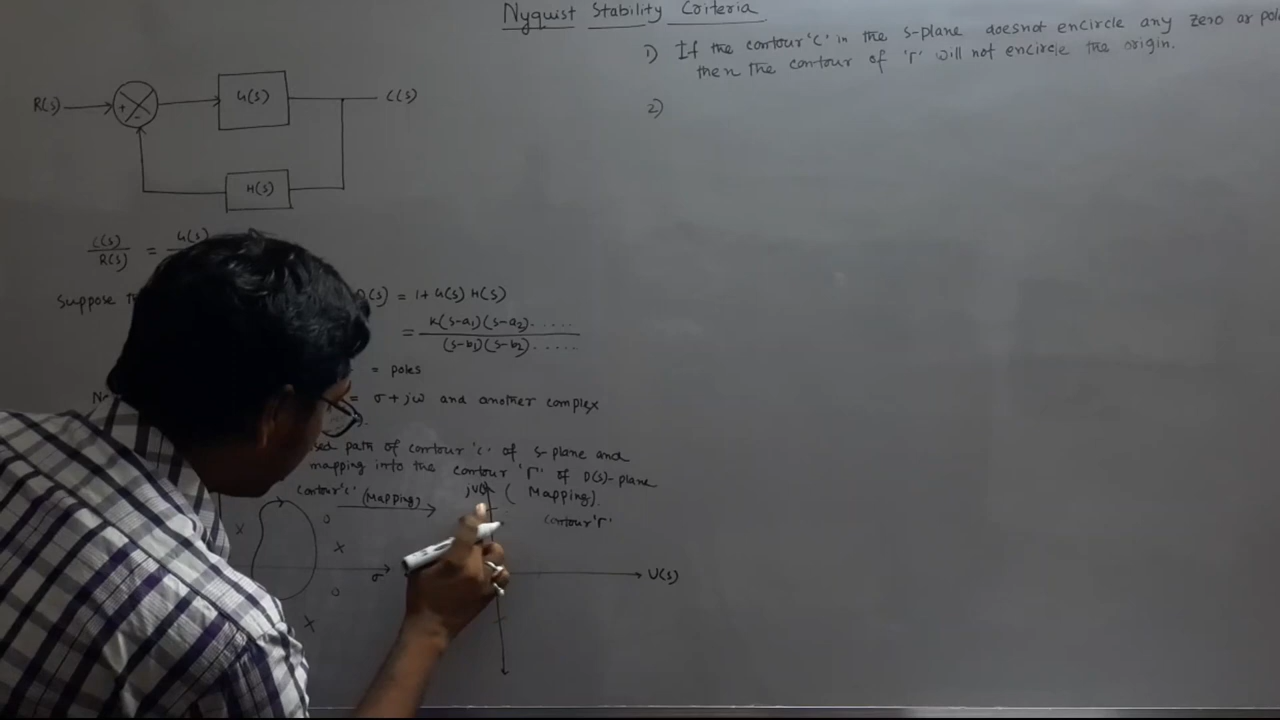 Nyquist Stability Criteria
1) If the contour 'C' in the s-plane doesnot encircle any zero or pole
then the contour of 'Γ' will not encircle the origin.
2)
R(s)
+
-
G(s)
C(s)
H(s)
C(s)/R(s) = G(s)
Suppose
D(s) = 1 + G(s) H(s)
= K(s-a1)(s-a2)..... / (s-b1)(s-b2).....
= poles
= σ + jω and another complex
path of contour 'C' of s-plane and
mapping into the contour 'Γ' of D(s)-plane
contour 'C' (Mapping)
(Mapping).
contour 'Γ'
σ
U(s)